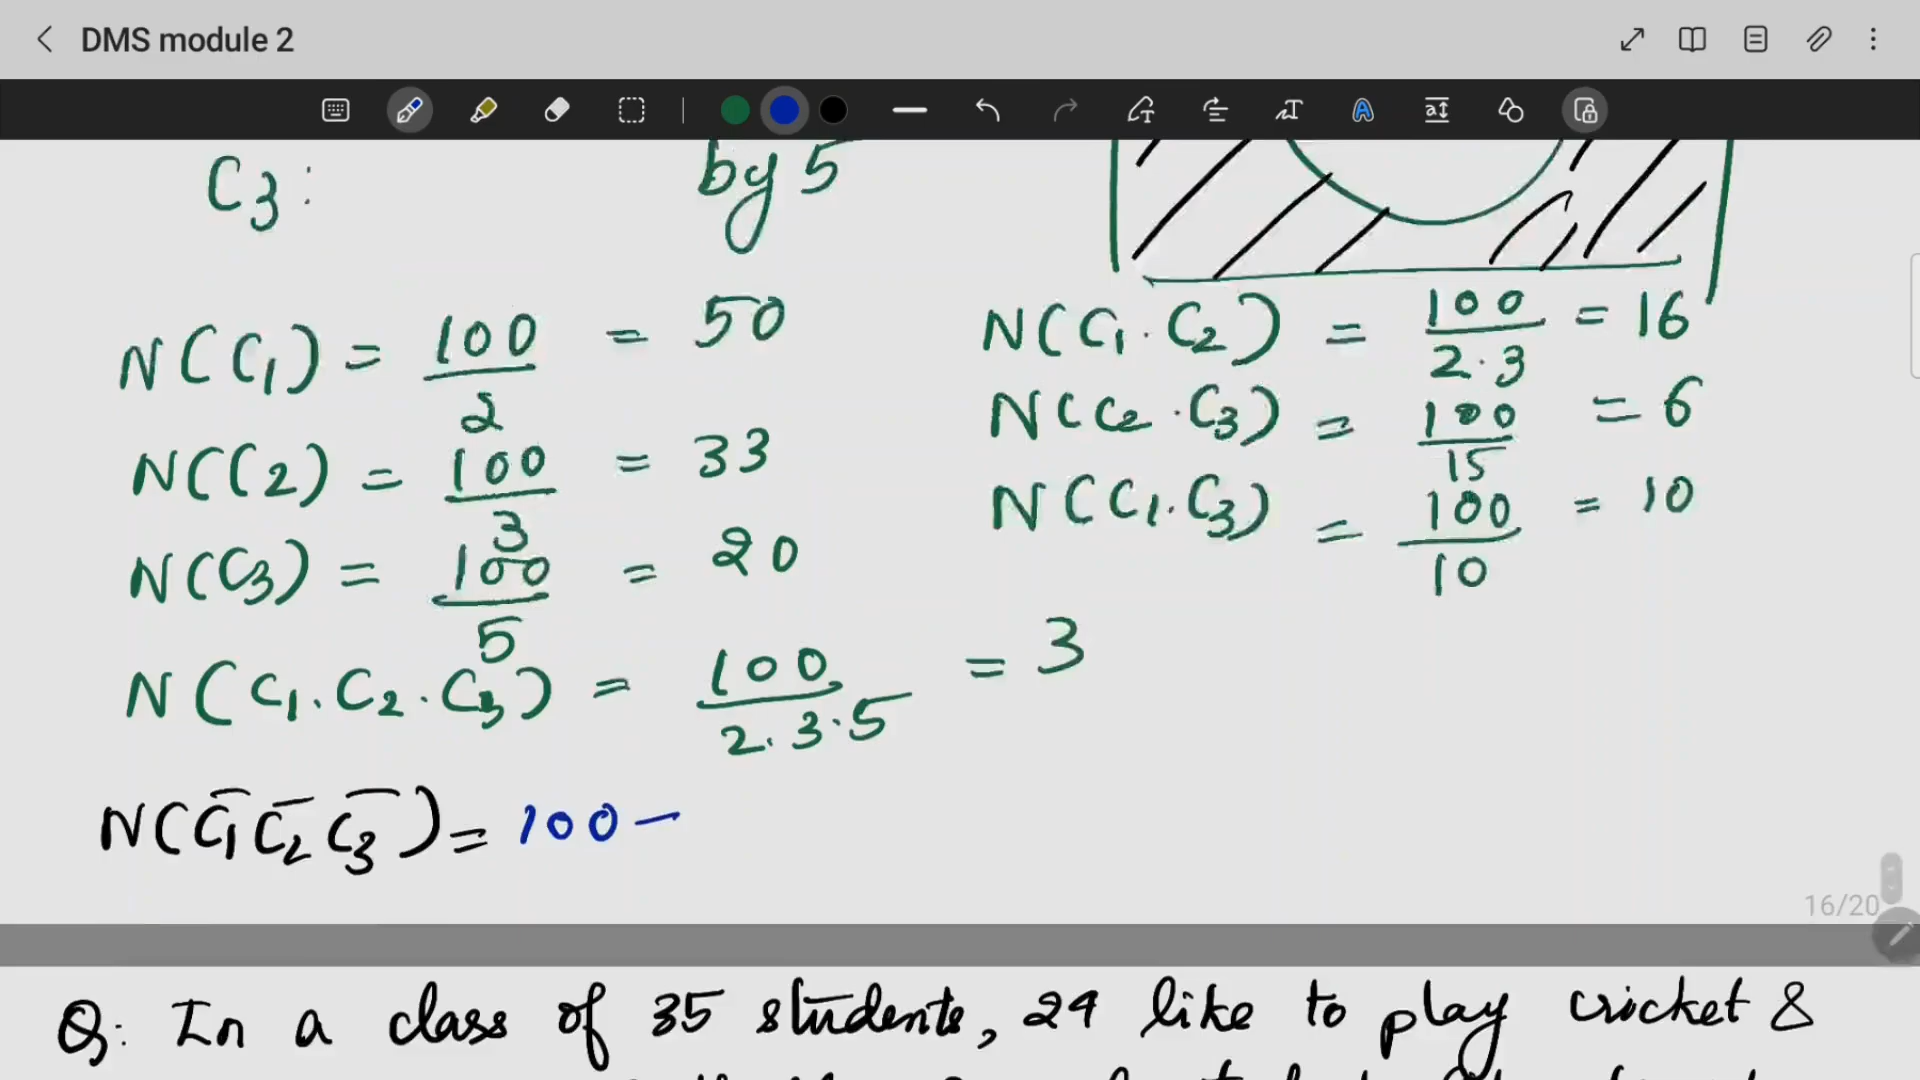 DMS module 2
C3:
by 5
N(C1) = 100/2 = 50
N(C2) = 100/3 = 33
N(C3) = 100/5 = 20
N(C1.C2.C3) = 100/2.3.5 = 3
N(C1.C2) = 100/2.3 = 16
N(C2.C3) = 100/15 = 6
N(C1.C3) = 100/10 = 10
N(C̅1 C̅2 C̅3) = 100 -
16/20
Q: In a class of 35 students, 24 like to play cricket &